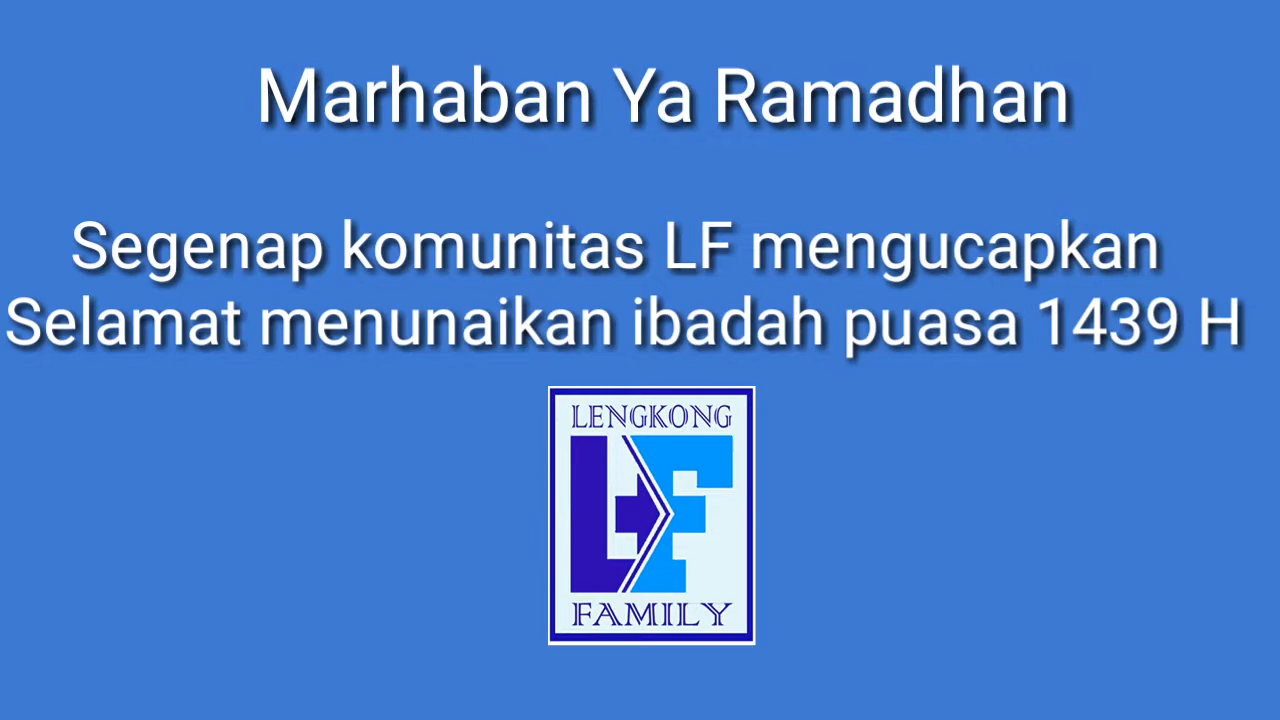 Marhaban Ya Ramadhan
Segenap komunitas LF mengucapkan
Selamat menunaikan ibadah puasa 1439 H
LENGKONG
LF
FAMILY